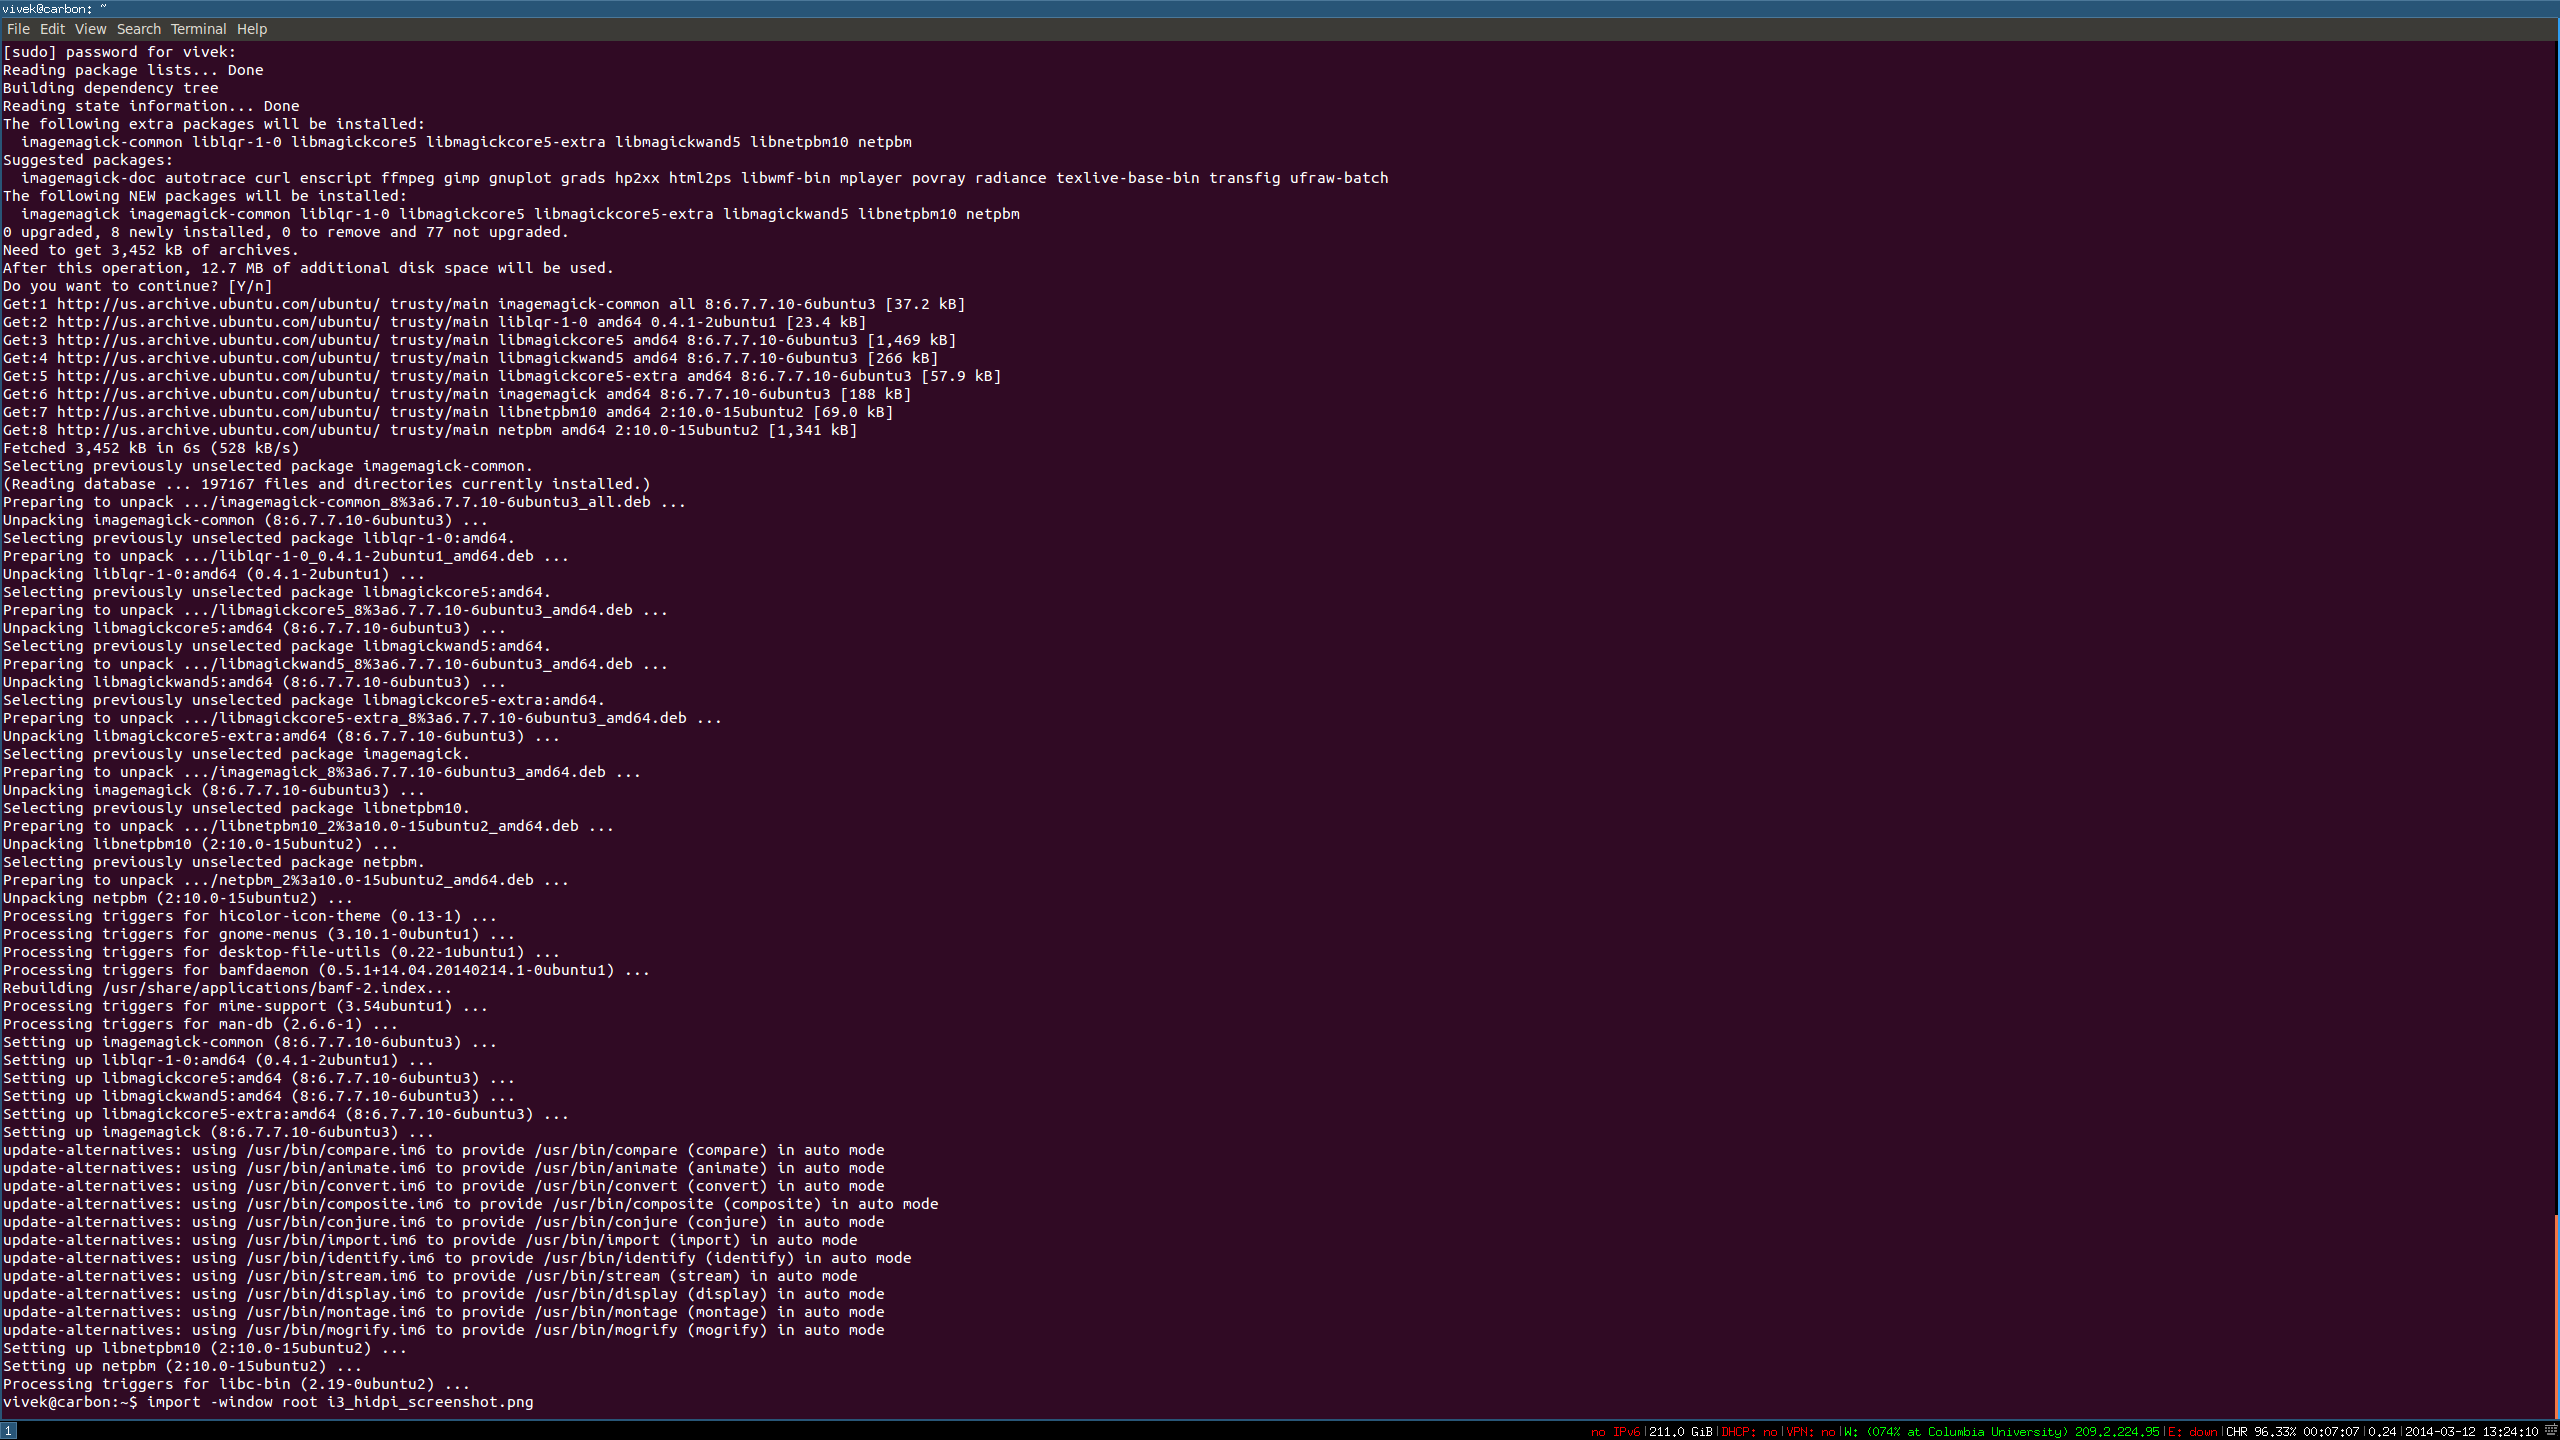 vivek@carbon: ~
File Edit View Search Terminal Help
[sudo] password for vivek:
Reading package lists... Done
Building dependency tree
Reading state information... Done
The following extra packages will be installed:
  imagemagick-common liblqr-1-0 libmagickcore5 libmagickcore5-extra libmagickwand5 libnetpbm10 netpbm
Suggested packages:
  imagemagick-doc autotrace curl enscript ffmpeg gimp gnuplot grads hp2xx html2ps libwmf-bin mplayer povray radiance texlive-base-bin transfig ufraw-batch
The following NEW packages will be installed:
  imagemagick imagemagick-common liblqr-1-0 libmagickcore5 libmagickcore5-extra libmagickwand5 libnetpbm10 netpbm
0 upgraded, 8 newly installed, 0 to remove and 77 not upgraded.
Need to get 3,452 kB of archives.
After this operation, 12.7 MB of additional disk space will be used.
Do you want to continue? [Y/n]
Get:1 http://us.archive.ubuntu.com/ubuntu/ trusty/main imagemagick-common all 8:6.7.7.10-6ubuntu3 [37.2 kB]
Get:2 http://us.archive.ubuntu.com/ubuntu/ trusty/main liblqr-1-0 amd64 0.4.1-2ubuntu1 [23.4 kB]
Get:3 http://us.archive.ubuntu.com/ubuntu/ trusty/main libmagickcore5 amd64 8:6.7.7.10-6ubuntu3 [1,469 kB]
Get:4 http://us.archive.ubuntu.com/ubuntu/ trusty/main libmagickwand5 amd64 8:6.7.7.10-6ubuntu3 [266 kB]
Get:5 http://us.archive.ubuntu.com/ubuntu/ trusty/main libmagickcore5-extra amd64 8:6.7.7.10-6ubuntu3 [57.9 kB]
Get:6 http://us.archive.ubuntu.com/ubuntu/ trusty/main imagemagick amd64 8:6.7.7.10-6ubuntu3 [188 kB]
Get:7 http://us.archive.ubuntu.com/ubuntu/ trusty/main libnetpbm10 amd64 2:10.0-15ubuntu2 [69.0 kB]
Get:8 http://us.archive.ubuntu.com/ubuntu/ trusty/main netpbm amd64 2:10.0-15ubuntu2 [1,341 kB]
Fetched 3,452 kB in 6s (528 kB/s)
Selecting previously unselected package imagemagick-common.
(Reading database ... 197167 files and directories currently installed.)
Preparing to unpack .../imagemagick-common_8%3a6.7.7.10-6ubuntu3_all.deb ...
Unpacking imagemagick-common (8:6.7.7.10-6ubuntu3) ...
Selecting previously unselected package liblqr-1-0:amd64.
Preparing to unpack .../liblqr-1-0_0.4.1-2ubuntu1_amd64.deb ...
Unpacking liblqr-1-0:amd64 (0.4.1-2ubuntu1) ...
Selecting previously unselected package libmagickcore5:amd64.
Preparing to unpack .../libmagickcore5_8%3a6.7.7.10-6ubuntu3_amd64.deb ...
Unpacking libmagickcore5:amd64 (8:6.7.7.10-6ubuntu3) ...
Selecting previously unselected package libmagickwand5:amd64.
Preparing to unpack .../libmagickwand5_8%3a6.7.7.10-6ubuntu3_amd64.deb ...
Unpacking libmagickwand5:amd64 (8:6.7.7.10-6ubuntu3) ...
Selecting previously unselected package libmagickcore5-extra:amd64.
Preparing to unpack .../libmagickcore5-extra_8%3a6.7.7.10-6ubuntu3_amd64.deb ...
Unpacking libmagickcore5-extra:amd64 (8:6.7.7.10-6ubuntu3) ...
Selecting previously unselected package imagemagick.
Preparing to unpack .../imagemagick_8%3a6.7.7.10-6ubuntu3_amd64.deb ...
Unpacking imagemagick (8:6.7.7.10-6ubuntu3) ...
Selecting previously unselected package libnetpbm10.
Preparing to unpack .../libnetpbm10_2%3a10.0-15ubuntu2_amd64.deb ...
Unpacking libnetpbm10 (2:10.0-15ubuntu2) ...
Selecting previously unselected package netpbm.
Preparing to unpack .../netpbm_2%3a10.0-15ubuntu2_amd64.deb ...
Unpacking netpbm (2:10.0-15ubuntu2) ...
Processing triggers for hicolor-icon-theme (0.13-1) ...
Processing triggers for gnome-menus (3.10.1-0ubuntu1) ...
Processing triggers for desktop-file-utils (0.22-1ubuntu1) ...
Processing triggers for bamfdaemon (0.5.1+14.04.20140214.1-0ubuntu1) ...
Rebuilding /usr/share/applications/bamf-2.index...
Processing triggers for mime-support (3.54ubuntu1) ...
Processing triggers for man-db (2.6.6-1) ...
Setting up imagemagick-common (8:6.7.7.10-6ubuntu3) ...
Setting up liblqr-1-0:amd64 (0.4.1-2ubuntu1) ...
Setting up libmagickcore5:amd64 (8:6.7.7.10-6ubuntu3) ...
Setting up libmagickwand5:amd64 (8:6.7.7.10-6ubuntu3) ...
Setting up libmagickcore5-extra:amd64 (8:6.7.7.10-6ubuntu3) ...
Setting up imagemagick (8:6.7.7.10-6ubuntu3) ...
update-alternatives: using /usr/bin/compare.im6 to provide /usr/bin/compare (compare) in auto mode
update-alternatives: using /usr/bin/animate.im6 to provide /usr/bin/animate (animate) in auto mode
update-alternatives: using /usr/bin/convert.im6 to provide /usr/bin/convert (convert) in auto mode
update-alternatives: using /usr/bin/composite.im6 to provide /usr/bin/composite (composite) in auto mode
update-alternatives: using /usr/bin/conjure.im6 to provide /usr/bin/conjure (conjure) in auto mode
update-alternatives: using /usr/bin/import.im6 to provide /usr/bin/import (import) in auto mode
update-alternatives: using /usr/bin/identify.im6 to provide /usr/bin/identify (identify) in auto mode
update-alternatives: using /usr/bin/stream.im6 to provide /usr/bin/stream (stream) in auto mode
update-alternatives: using /usr/bin/display.im6 to provide /usr/bin/display (display) in auto mode
update-alternatives: using /usr/bin/montage.im6 to provide /usr/bin/montage (montage) in auto mode
update-alternatives: using /usr/bin/mogrify.im6 to provide /usr/bin/mogrify (mogrify) in auto mode
Setting up libnetpbm10 (2:10.0-15ubuntu2) ...
Setting up netpbm (2:10.0-15ubuntu2) ...
Processing triggers for libc-bin (2.19-0ubuntu2) ...
vivek@carbon:~$ import -window root i3_hidpi_screenshot.png
1 no IPv6|211.0 GiB|DHCP: no|VPN: no|W: (074% at Columbia University) 209.2.224.95|E: down|CHR 96.33% 00:07:07|0.24|2014-03-12 13:24:10